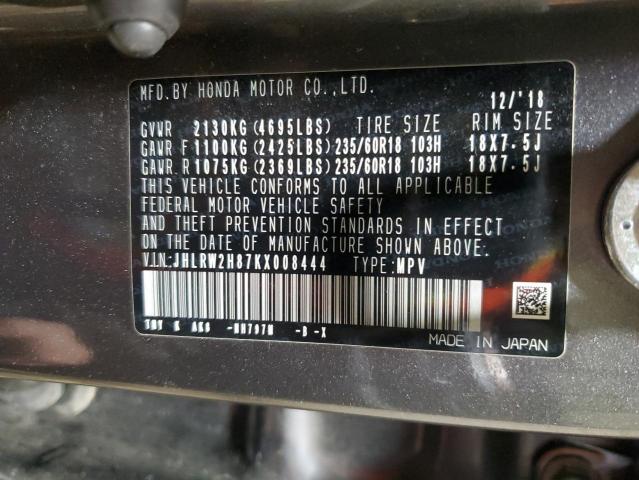 MFD.BY HONDA MOTOR CO.,LTD.
12/'18
GVWR 2130KG(4695LBS) TIRE SIZE RIM SIZE
GAWR F1100KG(2425LBS)235/60R18 103H 18X7.5J
GAWR R1075KG(2369LBS)235/60R18 103H 18X7.5J
THIS VEHICLE CONFORMS TO ALL APPLICABLE
FEDERAL MOTOR VEHICLE SAFETY
AND THEFT PREVENTION STANDARDS IN EFFECT
ON DATE OF MANUFACTURE SHOWN ABOVE.
VIN:JHLRW2H87KX008444 TYPE:MPV
-B -X
MADE IN JAPAN